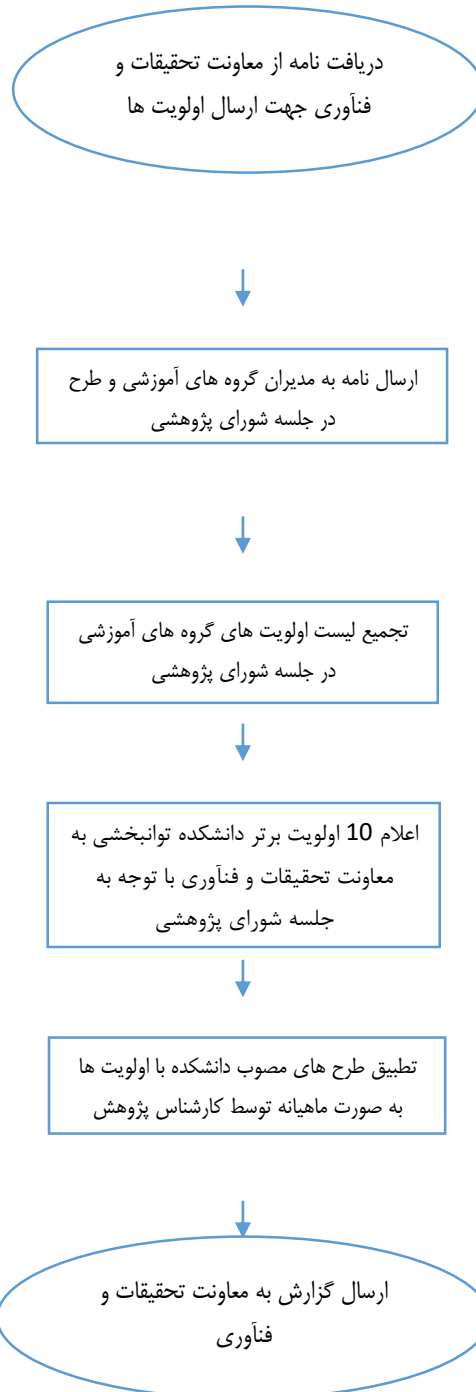 دریافت نامه از معاونت تحقیقات و
فنآوری جهت ارسال اولویت ها
ارسال نامه به مدیران گروه های آموزشی و طرح
در جلسه شورای پژوهشی
تجمیع لیست اولویت های گروه های آموزشی
در جلسه شورای پژوهشی
اعلام 10 اولویت برتر دانشکده توانبخشی به
معاونت تحقیقات و فنآوری با توجه به
جلسه شورای پژوهشی
تطبیق طرح های مصوب دانشکده با اولویت ها
به صورت ماهیانه توسط کارشناس پژوهش
ارسال گزارش به معاونت تحقیقات و
فنآوری